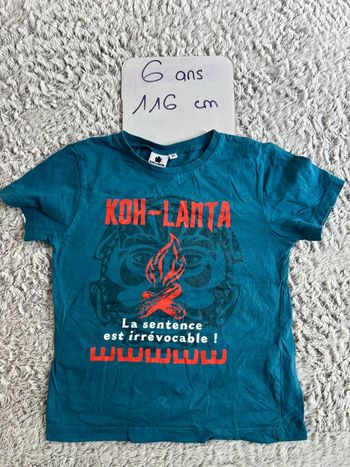 6 ans
116 cm
KOH-LANTA
La sentence
est irrévocable !